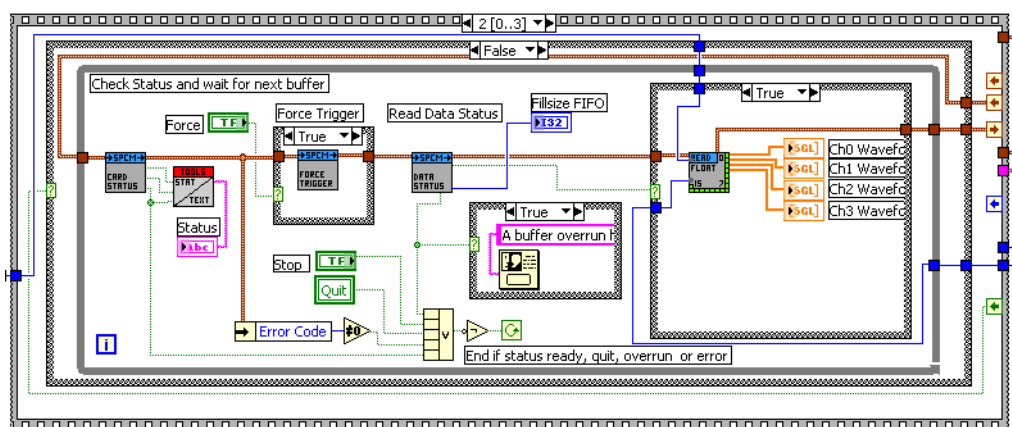 2 [0..3]
False
Check Status and wait for next buffer
True
Force
TF
Force Trigger
True
Read Data Status
Fillsize FIFO
I32
SPCM
CARD
STATUS
TOOLS
STAT
TEXT
Status
abc
SPCM
FORCE
TRIGGER
SPCM
DATA
STATUS
READ
FLOAT
IS ?
SGL
Ch0 Wavefo
SGL
Ch1 Wavefo
SGL
Ch2 Wavefo
SGL
Ch3 Wavefo
True
A buffer overrun
Stop
TF
Quit
Error Code
≠0
V
i
End if status ready, quit, overrun or error